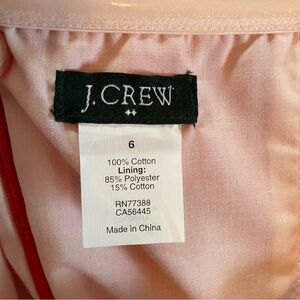 J.CREW
6
100% Cotton
Lining:
85% Polyester
15% Cotton
RN77388
CA56445
Made in China